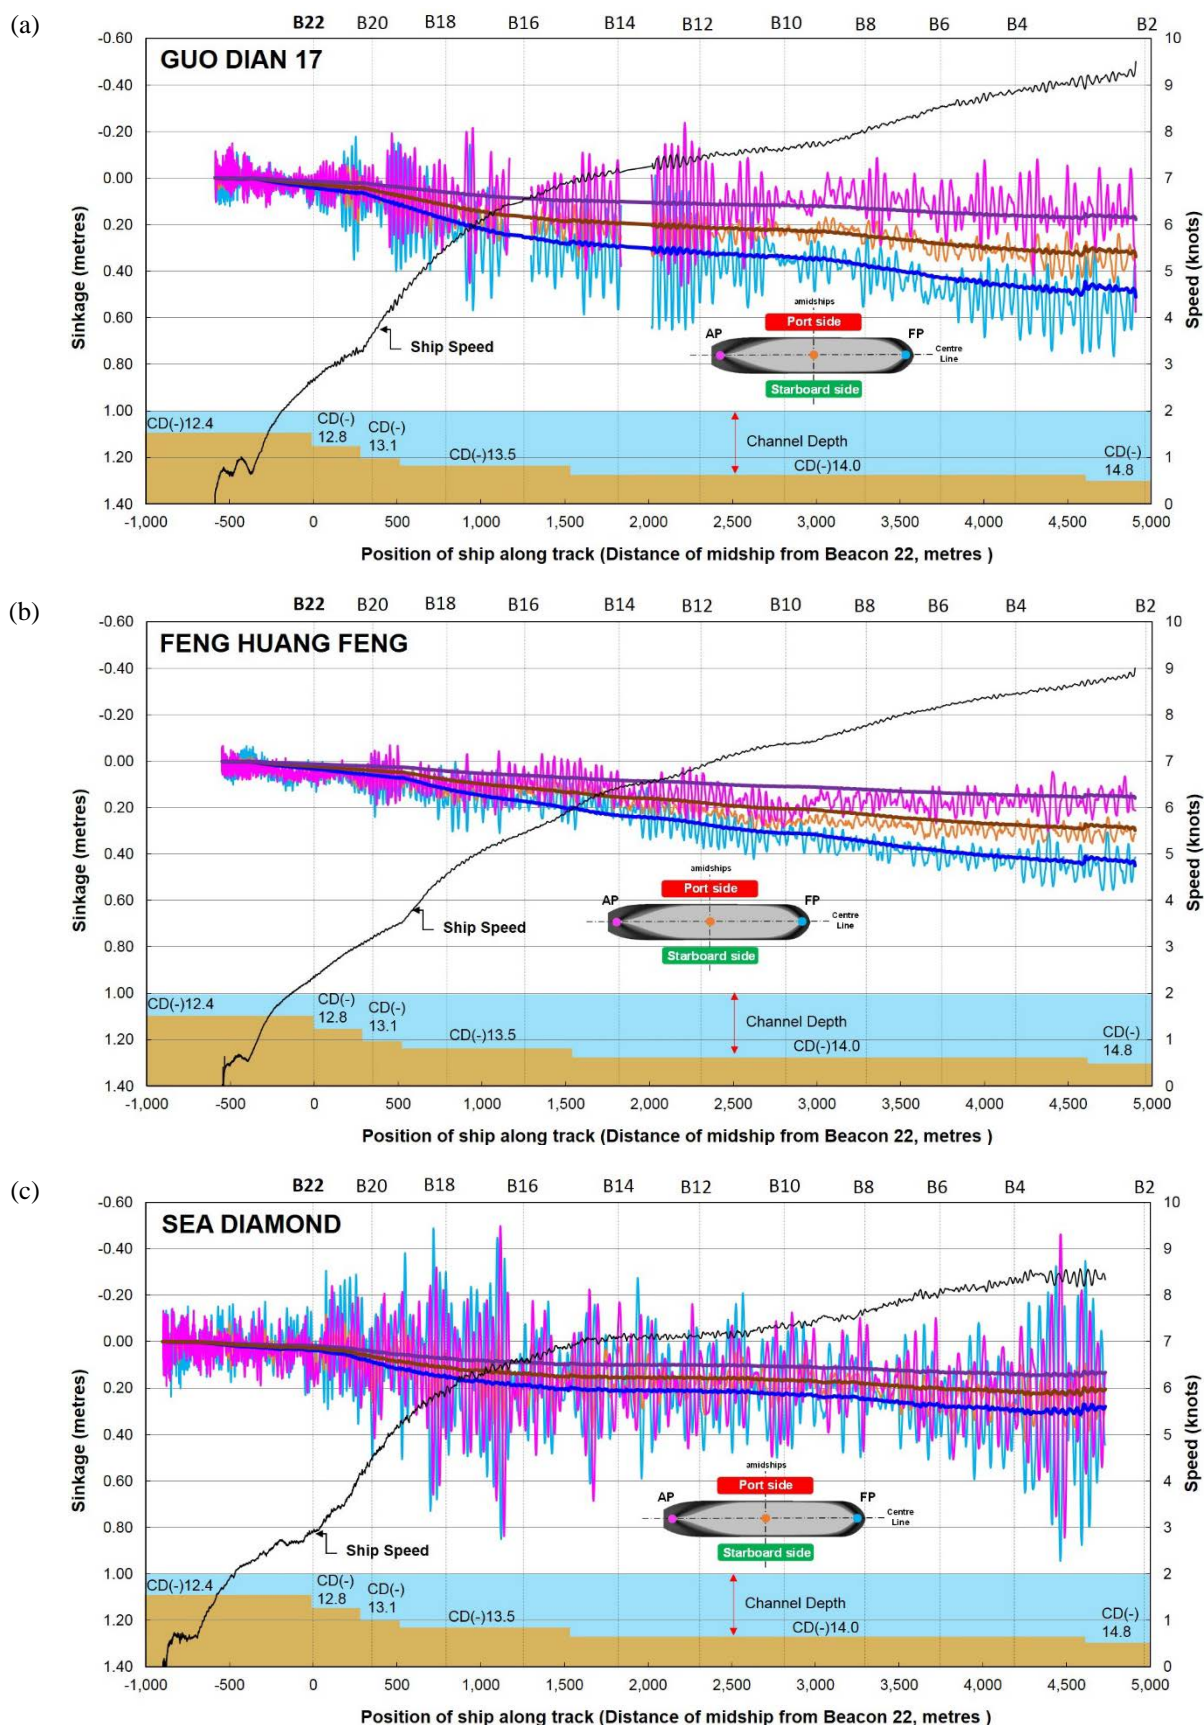 (a)
B22 B20 B18 B16 B14 B12 B10 B8 B6 B4 B2
GUO DIAN 17
-0.60 10
-0.40 9
-0.20 8
0.00 7
0.20 6
0.40 5
0.60 4
0.80 3
1.00 2
1.20 1
1.40 0
Sinkage (metres)
Speed (knots)
Ship Speed
amidships
Port side
AP FP
Centre
Line
Starboard side
CD(-)12.4
CD(-)
12.8
CD(-)
13.1
CD(-)13.5
Channel Depth
CD(-)14.0
CD(-)
14.8
-1,000 -500 0 500 1,000 1,500 2,000 2,500 3,000 3,500 4,000 4,500 5,000
Position of ship along track (Distance of midship from Beacon 22, metres )
(b)
B22 B20 B18 B16 B14 B12 B10 B8 B6 B4 B2
FENG HUANG FENG
-0.60 10
-0.40 9
-0.20 8
0.00 7
0.20 6
0.40 5
0.60 4
0.80 3
1.00 2
1.20 1
1.40 0
Sinkage (metres)
Speed (knots)
Ship Speed
amidships
Port side
AP FP
Centre
Line
Starboard side
CD(-)12.4
CD(-)
12.8
CD(-)
13.1
CD(-)13.5
Channel Depth
CD(-)14.0
CD(-)
14.8
-1,000 -500 0 500 1,000 1,500 2,000 2,500 3,000 3,500 4,000 4,500 5,000
Position of ship along track (Distance of midship from Beacon 22, metres )
(c)
B22 B20 B18 B16 B14 B12 B10 B8 B6 B4 B2
SEA DIAMOND
-0.60 10
-0.40 9
-0.20 8
0.00 7
0.20 6
0.40 5
0.60 4
0.80 3
1.00 2
1.20 1
1.40 0
Sinkage (metres)
Speed (knots)
Ship Speed
amidships
Port side
AP FP
Centre
Line
Starboard side
CD(-)12.4
CD(-)
12.8
CD(-)
13.1
CD(-)13.5
Channel Depth
CD(-)14.0
CD(-)
14.8
-1,000 -500 0 500 1,000 1,500 2,000 2,500 3,000 3,500 4,000 4,500 5,000
Position of ship along track (Distance of midship from Beacon 22, metres )